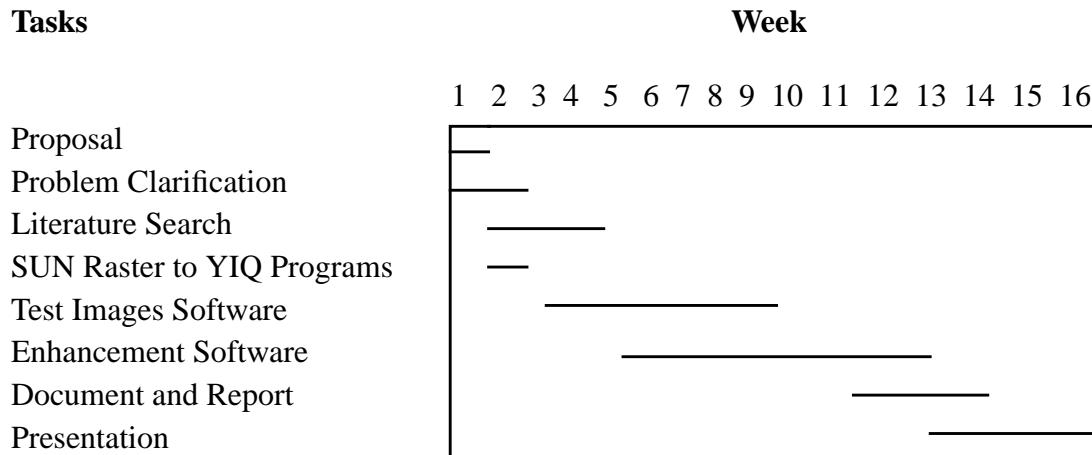 Tasks Week
1 2 3 4 5 6 7 8 9 10 11 12 13 14 15 16
Proposal
Problem Clarification
Literature Search
SUN Raster to YIQ Programs
Test Images Software
Enhancement Software
Document and Report
Presentation